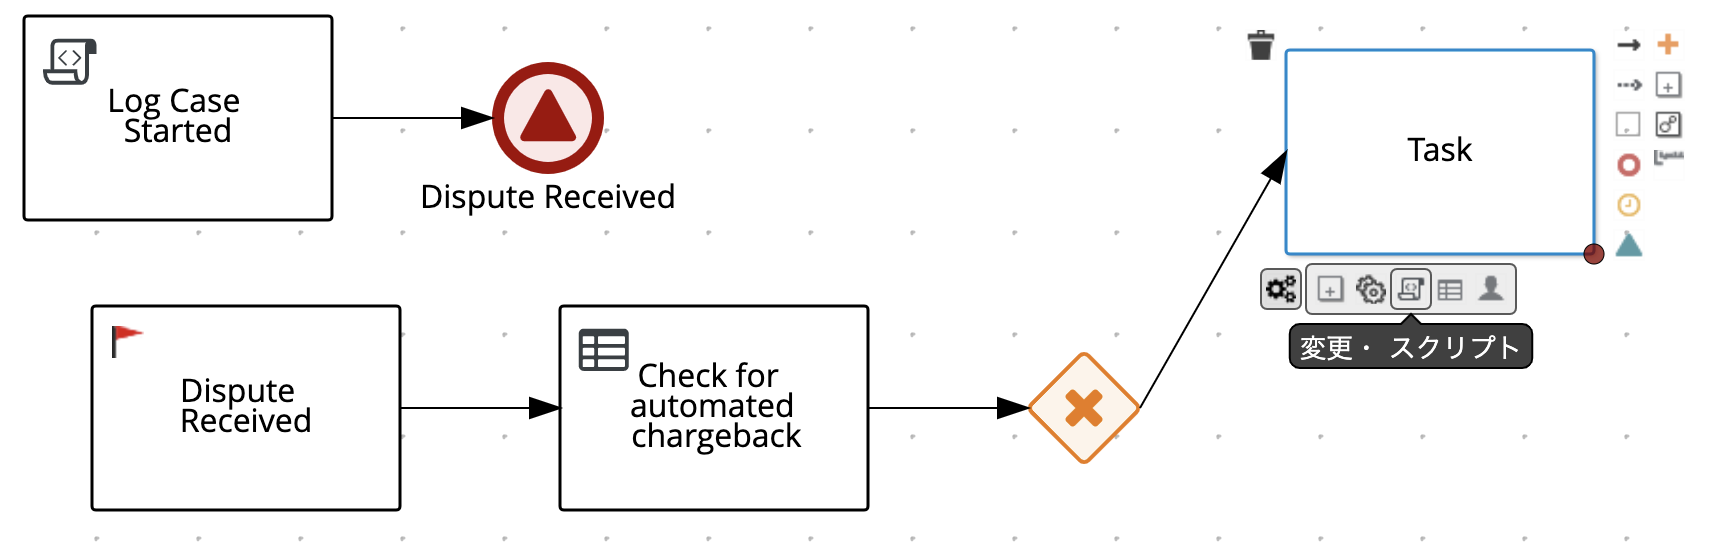 Log Case
Started
Dispute Received
Task
変更・ スクリプト
Dispute
Received
Check for
automated
chargeback